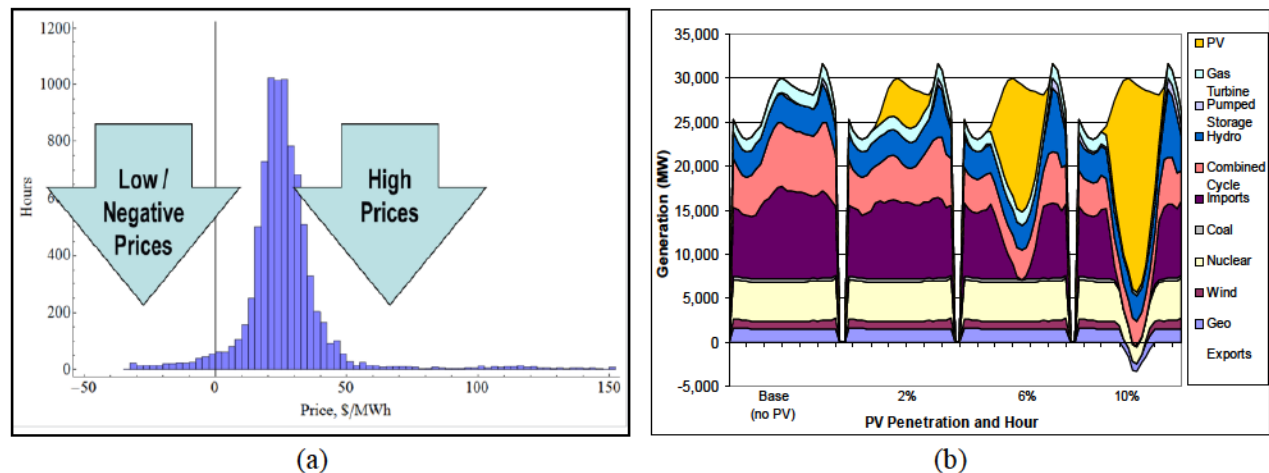 1200
1000
800
600
400
200
0
Hours
Low /
Negative
Prices
High
Prices
−50
0
50
100
150
Price, $/MWh
(a)
35,000
30,000
25,000
20,000
15,000
10,000
5,000
0
-5,000
Generation (MW)
Base
(no PV)
2%
6%
10%
PV Penetration and Hour
PV
Gas
Turbine
Pumped
Storage
Hydro
Combined
Cycle
Imports
Coal
Nuclear
Wind
Geo
Exports
(b)